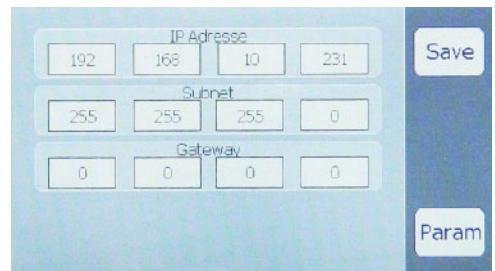 IP Adresse
192 168 10 231
Save
Subnet
255 255 255 0
Gateway
0 0 0 0
Param